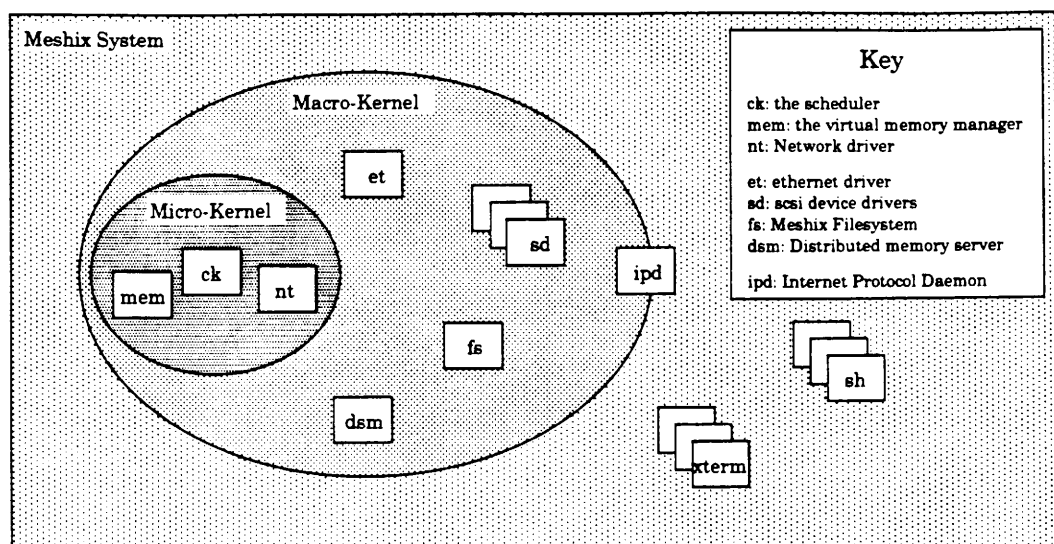 Meshix System
Macro-Kernel
et
sd
Micro-Kernel
ck
mem
nt
ipd
fs
dsm
sh
xterm
Key
ck: the scheduler
mem: the virtual memory manager
nt: Network driver
et: ethernet driver
sd: scsi device drivers
fs: Meshix Filesystem
dsm: Distributed memory server
ipd: Internet Protocol Daemon